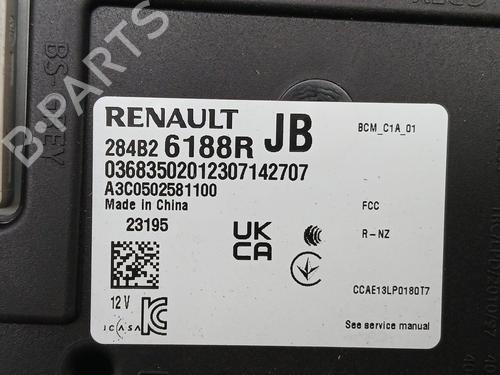 BS-KEY
B-PARTS
RENAULT JB
284B2 6188R
BCM_C1A_01
03683502012307142707
A3C0502581100
Made in China
23195
UK
CA
FCC
R-NZ
12 V
ICASA
CCAE13LP0180T7
See service manual